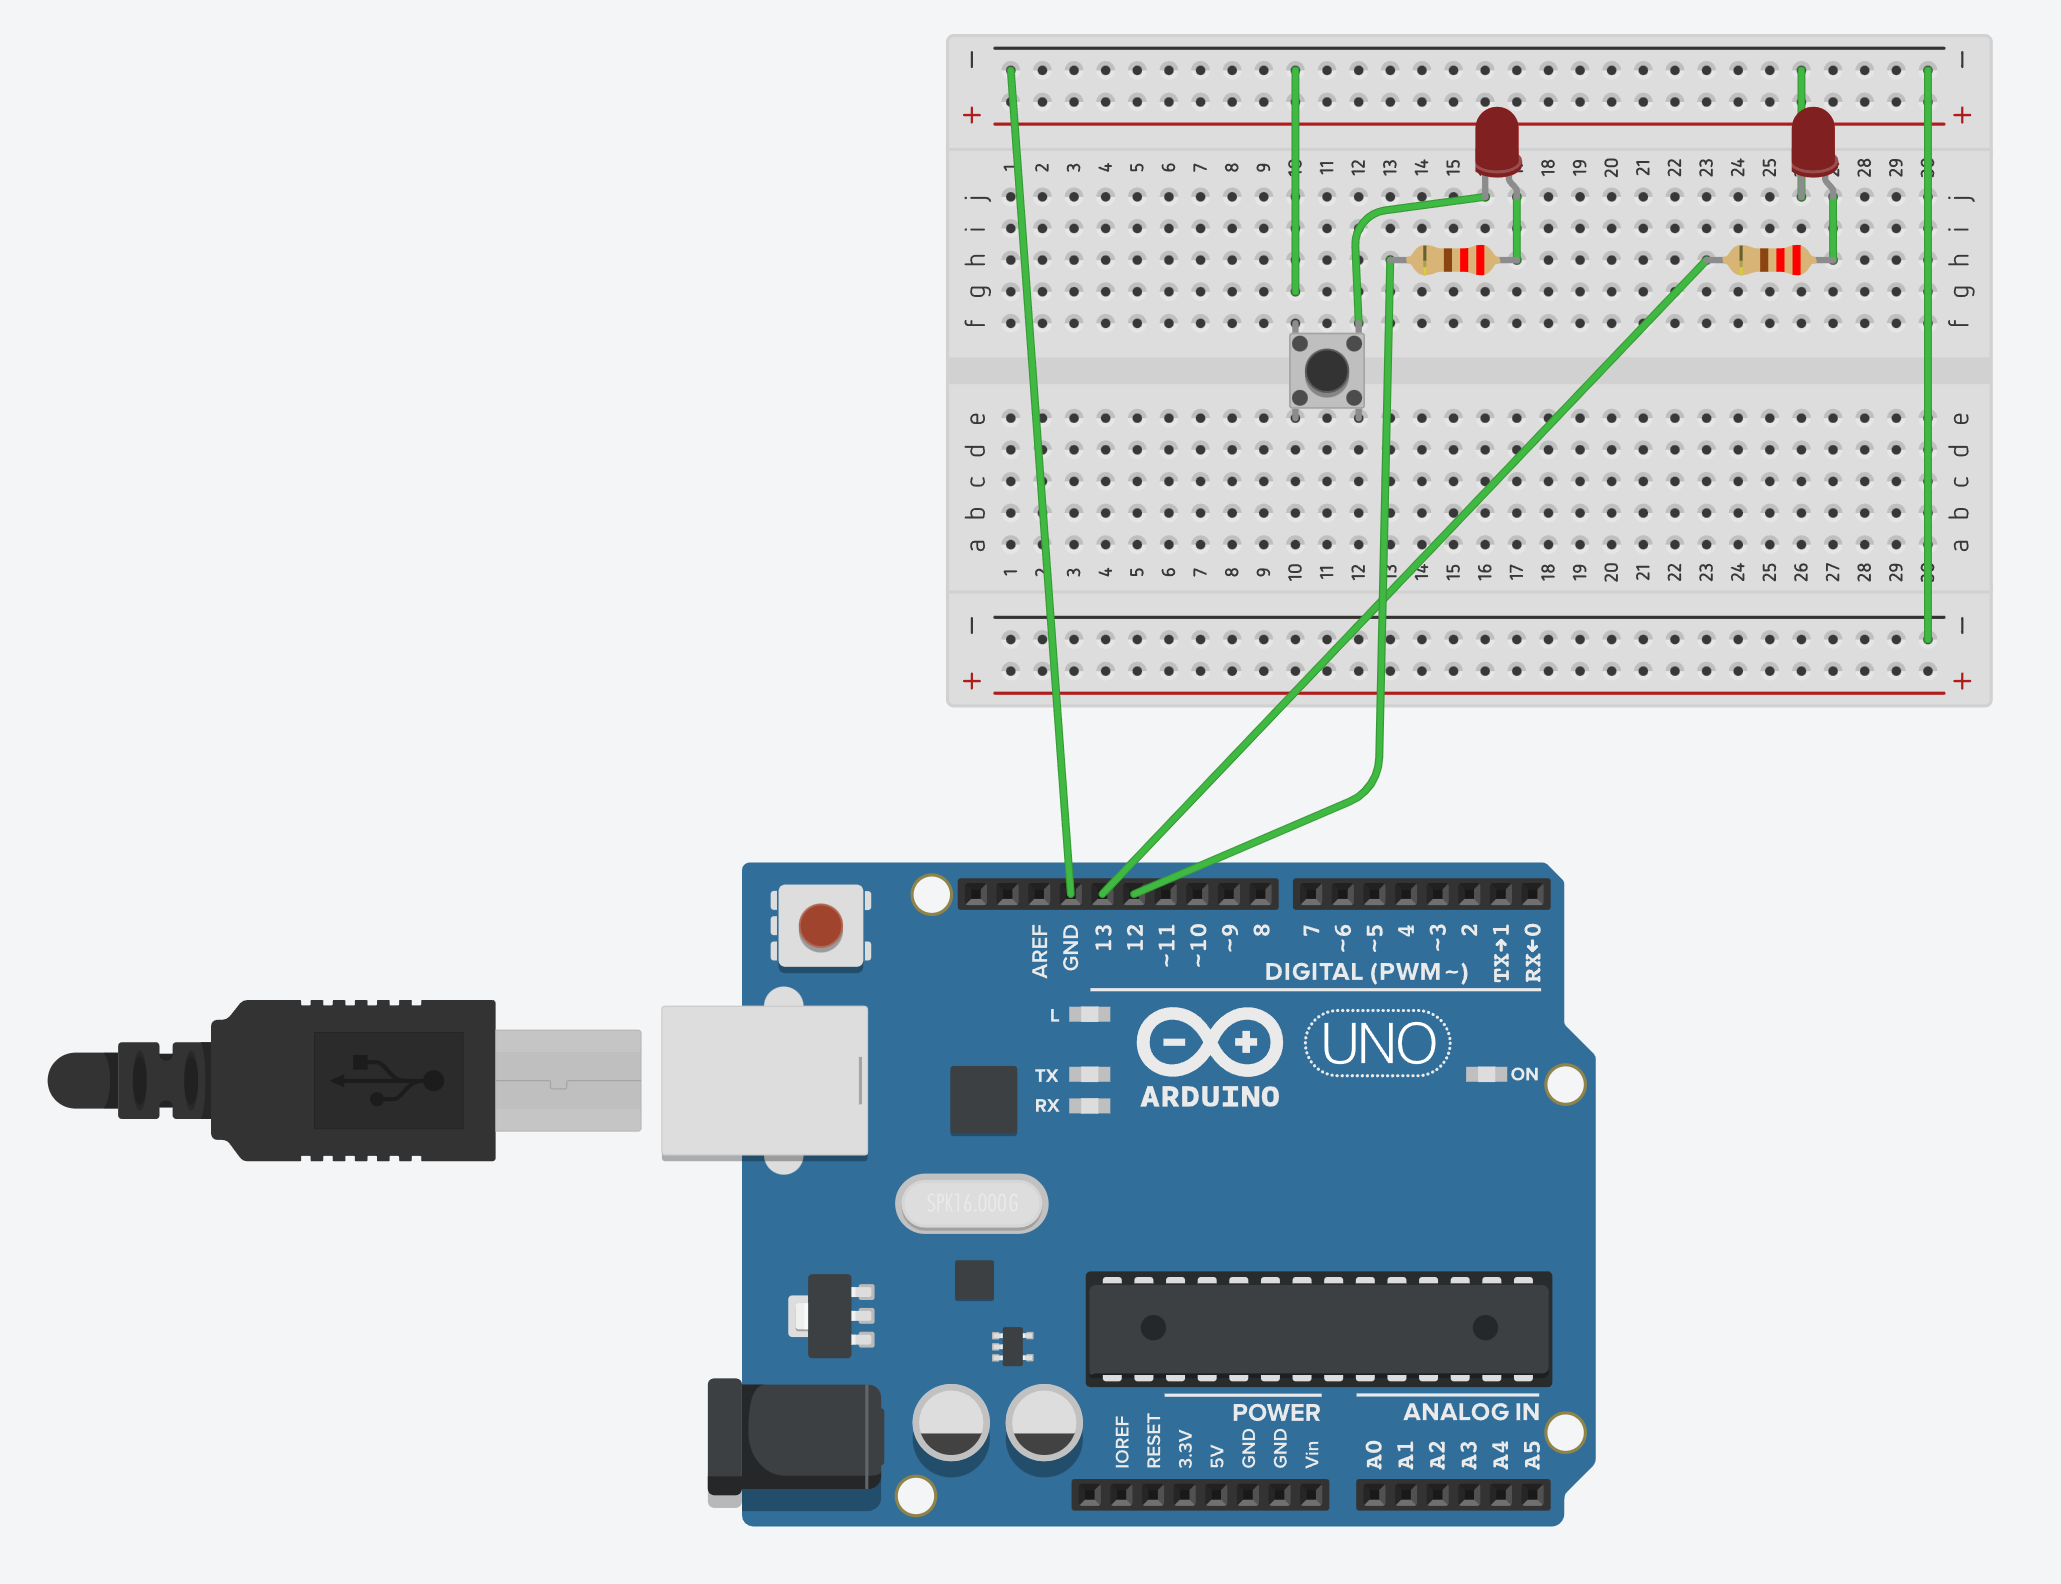 − −
+ +
1 2 3 4 5 6 7 8 9 10 11 12 13 14 15 18 19 20 21 22 23 24 25 28 29 30
j j
i i
h h
g g
f f
e e
d d
c c
b b
a a
1 2 3 4 5 6 7 8 9 10 11 12 13 14 15 16 17 18 19 20 21 22 23 24 25 26 27 28 29 30
− −
+ +
AREF GND 13 12 ~11 ~10 ~9 8 7 ~6 ~5 4 ~3 2 TX→1 RX←0
DIGITAL (PWM~)
L
UNO
TX
ON
ARDUINO
RX
SPK16.000G
POWER
ANALOG IN
IOREF RESET 3.3V 5V GND GND Vin A0 A1 A2 A3 A4 A5